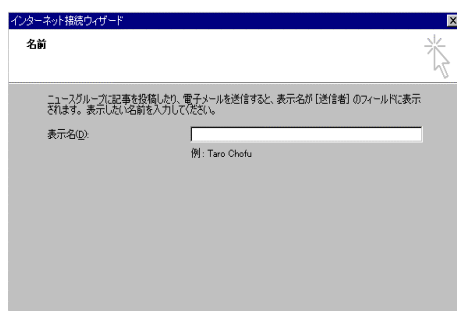 インターネット接続ウィザード
名前
ニュースグループに記事を投稿したり、電子メールを送信すると、表示名が [送信者] のフィールドに表示
されます。表示したい名前を入力してください。
表示名(D):
例 : Taro Chofu